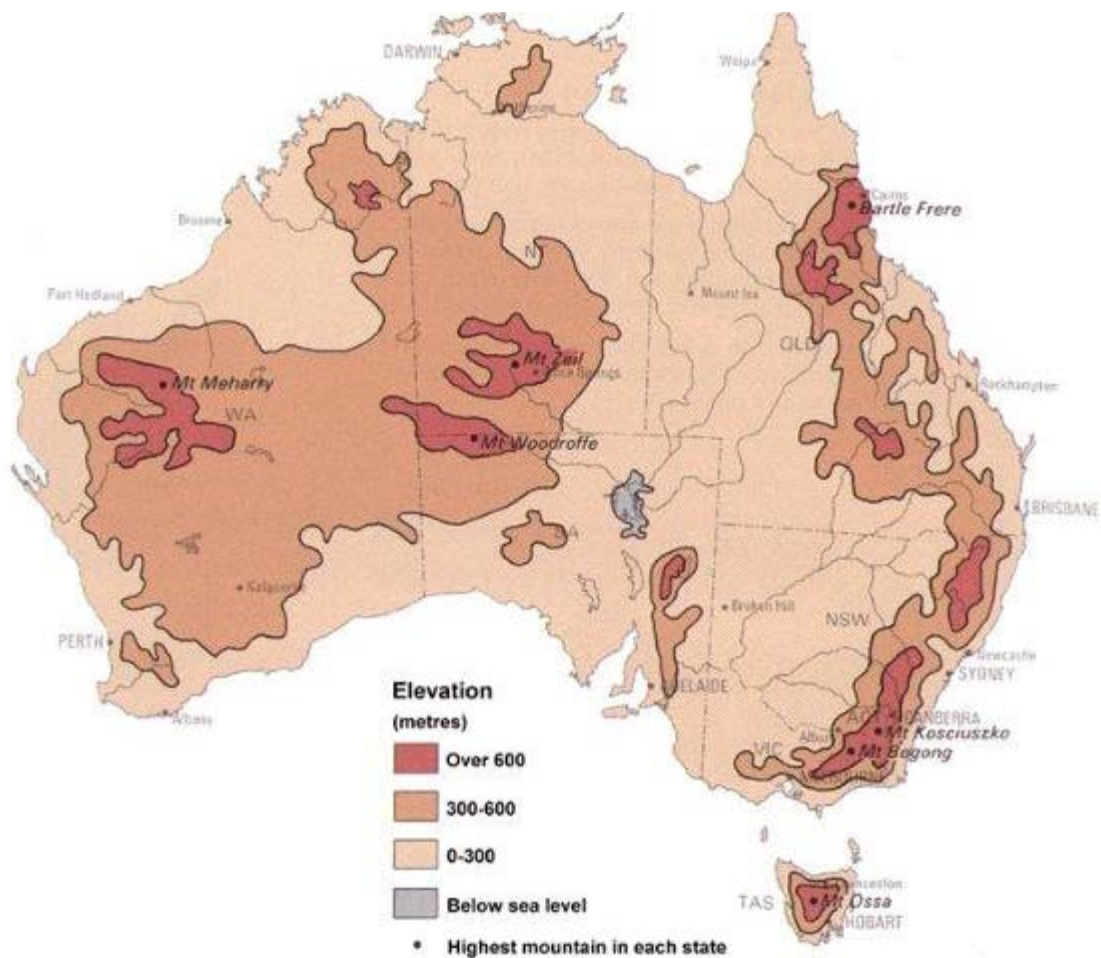 DARWIN
Weipa
Cairns
Bartle Frere
Broome
N
Port Hedland
Mount Isa
QLD
Mt Zeil
Mt Meharry
Rockhampton
WA
Mt Woodroffe
BRISBANE
Broken Hill
NSW
PERTH
Newcastle
SYDNEY
ADELAIDE
Elevation
(metres)
Albany
CANBERRA
Mt Kosciuszko
Mt Bogong
VIC
Over 600
300-600
0-300
TAS
Mt Ossa
HOBART
Below sea level
Highest mountain in each state